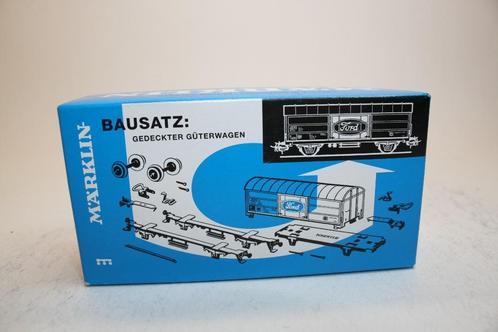 MÄRKLIN
BAUSATZ:
GEDECKTER GÜTERWAGEN
Ford
Ford